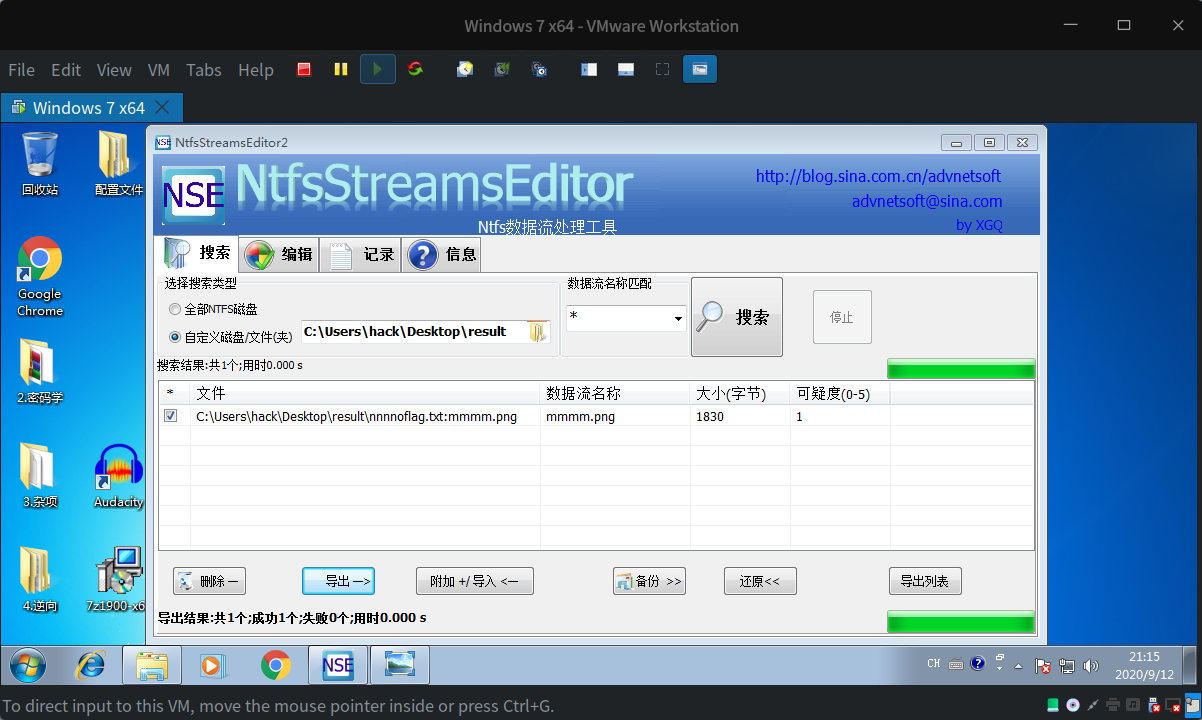 Windows 7 x64 - VMware Workstation
File Edit View VM Tabs Help
Windows 7 x64
回收站
配置文件
Google Chrome
2.密码学
3.杂项
Audacity
4.逆向
7z1900-x6
NSE NtfsStreamsEditor2
NSE NtfsStreamsEditor
Ntfs数据流处理工具
http://blog.sina.com.cn/advnetsoft
advnetsoft@sina.com
by XGQ
搜索 编辑 记录 ? 信息
选择搜索类型
全部NTFS磁盘
自定义磁盘/文件(夹) C:\Users\hack\Desktop\result
数据流名称匹配
*
搜索
停止
搜索结果:共1个;用时0.000 s
* 文件 数据流名称 大小(字节) 可疑度(0-5)
C:\Users\hack\Desktop\result\nnnnoflag.txt:mmmm.png mmmm.png 1830 1
删除 — 导出 —> 附加 +/导入 <— 备份 >> 还原<< 导出列表
导出结果:共1个;成功1个;失败0个;用时0.000 s
NSE
CH ?
21:15
2020/9/12
To direct input to this VM, move the mouse pointer inside or press Ctrl+G.